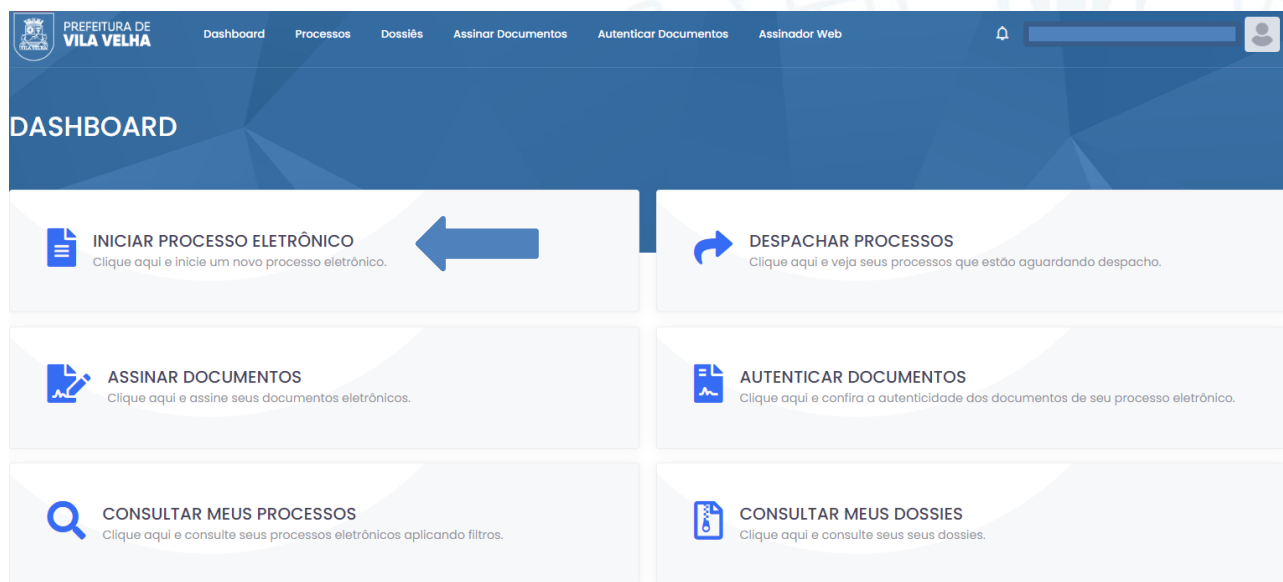 PREFEITURA DE
VILA VELHA
Dashboard Processos Dossiês Assinar Documentos Autenticar Documentos Assinador Web
DASHBOARD
INICIAR PROCESSO ELETRÔNICO
Clique aqui e inicie um novo processo eletrônico.
DESPACHAR PROCESSOS
Clique aqui e veja seus processos que estão aguardando despacho.
ASSINAR DOCUMENTOS
Clique aqui e assine seus documentos eletrônicos.
AUTENTICAR DOCUMENTOS
Clique aqui e confira a autenticidade dos documentos de seu processo eletrônico.
CONSULTAR MEUS PROCESSOS
Clique aqui e consulte seus processos eletrônicos aplicando filtros.
CONSULTAR MEUS DOSSIES
Clique aqui e consulte seus seus dossies.